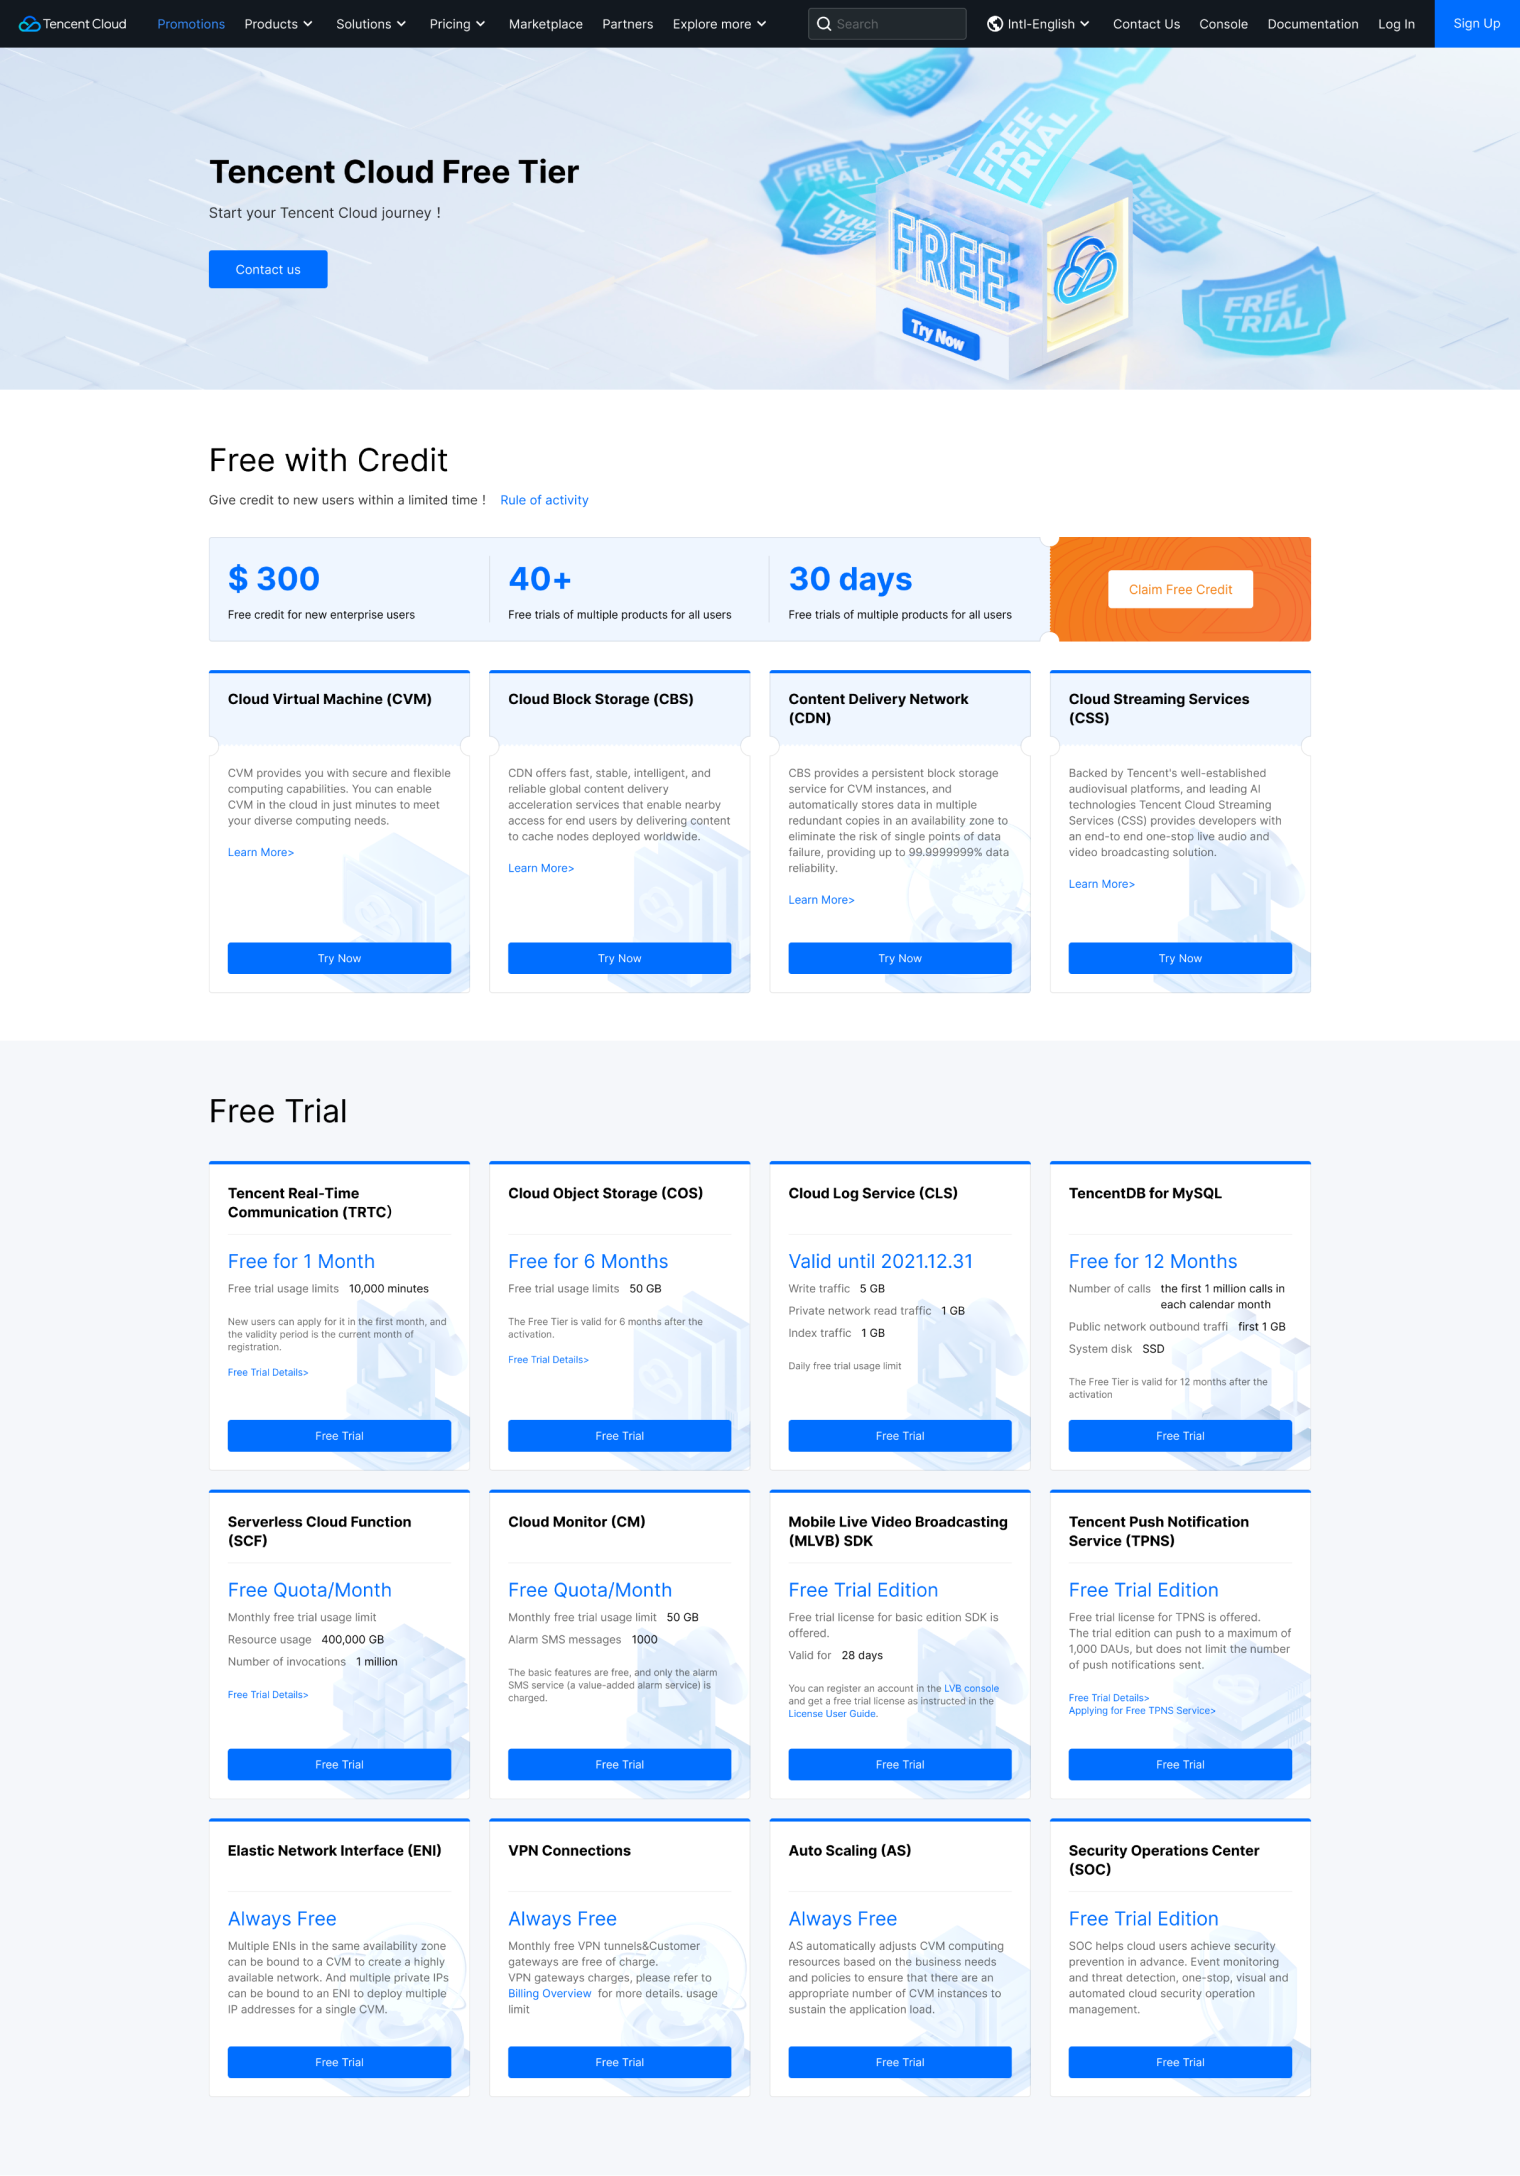 Tencent Cloud
Promotions
Products
Solutions
Pricing
Marketplace
Partners
Explore more
Search
Intl-English
Contact Us
Console
Documentation
Log In
Sign Up
Tencent Cloud Free Tier
Start your Tencent Cloud journey！
Contact us
FREE
FREE
FREE TRIAL
FREE TRIAL
FREE
TRIAL
TRIAL
FREE
Try Now
FREE TRIAL
Free with Credit
Give credit to new users within a limited time！ Rule of activity
$ 300
Free credit for new enterprise users
40+
Free trials of multiple products for all users
30 days
Free trials of multiple products for all users
Claim Free Credit
Cloud Virtual Machine (CVM)
CVM provides you with secure and flexible
computing capabilities. You can enable
CVM in the cloud in just minutes to meet
your diverse computing needs.
Learn More>
Try Now
Cloud Block Storage (CBS)
CDN offers fast, stable, intelligent, and
reliable global content delivery
acceleration services that enable nearby
access for end users by delivering content
to cache nodes deployed worldwide.
Learn More>
Try Now
Content Delivery Network
(CDN)
CBS provides a persistent block storage
service for CVM instances, and
automatically stores data in multiple
redundant copies in an availability zone to
eliminate the risk of single points of data
failure, providing up to 99.9999999% data
reliability.
Learn More>
Try Now
Cloud Streaming Services
(CSS)
Backed by Tencent's well-established
audiovisual platforms, and leading AI
technologies Tencent Cloud Streaming
Services (CSS) provides developers with
an end-to end one-stop live audio and
video broadcasting solution.
Learn More>
Try Now
Free Trial
Tencent Real-Time
Communication (TRTC)
Free for 1 Month
Free trial usage limits 10,000 minutes
New users can apply for it in the first month, and
the validity period is the current month of
registration.
Free Trial Details>
Free Trial
Cloud Object Storage (COS)
Free for 6 Months
Free trial usage limits 50 GB
The Free Tier is valid for 6 months after the
activation.
Free Trial Details>
Free Trial
Cloud Log Service (CLS)
Valid until 2021.12.31
Write traffic 5 GB
Private network read traffic 1 GB
Index traffic 1 GB
Daily free trial usage limit
Free Trial
TencentDB for MySQL
Free for 12 Months
Number of calls the first 1 million calls in
each calendar month
Public network outbound traffi first 1 GB
System disk SSD
The Free Tier is valid for 12 months after the
activation
Free Trial
Serverless Cloud Function
(SCF)
Free Quota/Month
Monthly free trial usage limit
Resource usage 400,000 GB
Number of invocations 1 million
Free Trial Details>
Free Trial
Cloud Monitor (CM)
Free Quota/Month
Monthly free trial usage limit 50 GB
Alarm SMS messages 1000
The basic features are free, and only the alarm
SMS service (a value-added alarm service) is
charged.
Free Trial
Mobile Live Video Broadcasting
(MLVB) SDK
Free Trial Edition
Free trial license for basic edition SDK is
offered.
Valid for 28 days
You can register an account in the LVB console
and get a free trial license as instructed in the
License User Guide.
Free Trial
Tencent Push Notification
Service (TPNS)
Free Trial Edition
Free trial license for TPNS is offered.
The trial edition can push to a maximum of
1,000 DAUs, but does not limit the number
of push notifications sent.
Free Trial Details>
Applying for Free TPNS Service>
Free Trial
Elastic Network Interface (ENI)
Always Free
Multiple ENIs in the same availability zone
can be bound to a CVM to create a highly
available network. And multiple private IPs
can be bound to an ENI to deploy multiple
IP addresses for a single CVM.
Free Trial
VPN Connections
Always Free
Monthly free VPN tunnels&Customer
gateways are free of charge.
VPN gateways charges, please refer to
Billing Overview for more details. usage
limit
Free Trial
Auto Scaling (AS)
Always Free
AS automatically adjusts CVM computing
resources based on the business needs
and policies to ensure that there are an
appropriate number of CVM instances to
sustain the application load.
Free Trial
Security Operations Center
(SOC)
Free Trial Edition
SOC helps cloud users achieve security
prevention in advance. Event monitoring
and threat detection, one-stop, visual and
automated cloud security operation
management.
Free Trial